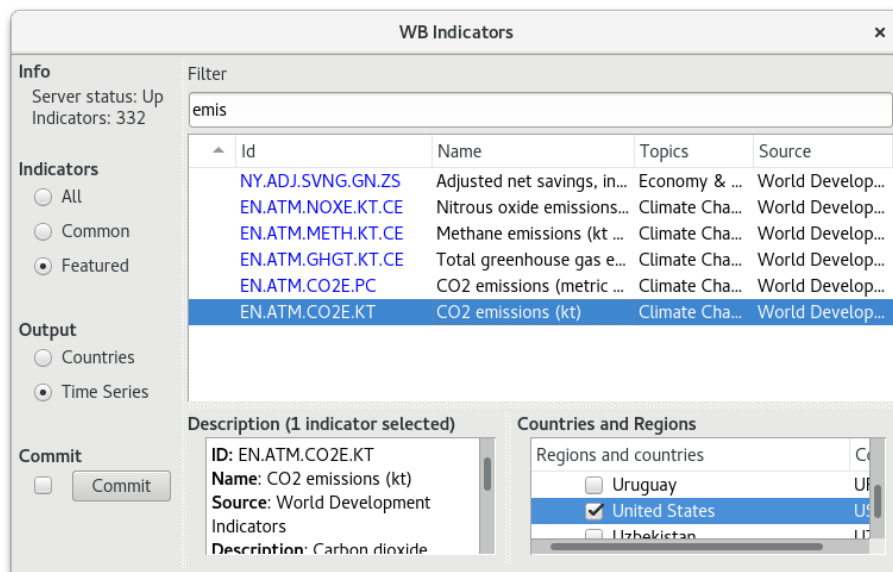 WB Indicators
Info
Server status: Up
Indicators: 332
Indicators
All
Common
Featured
Output
Countries
Time Series
Commit
Commit
Filter
emis
Id Name Topics Source
NY.ADJ.SVNG.GN.ZS Adjusted net savings, in... Economy & ... World Develop...
EN.ATM.NOXE.KT.CE Nitrous oxide emissions... Climate Cha... World Develop...
EN.ATM.METH.KT.CE Methane emissions (kt ... Climate Cha... World Develop...
EN.ATM.GHGT.KT.CE Total greenhouse gas e... Climate Cha... World Develop...
EN.ATM.CO2E.PC CO2 emissions (metric ... Climate Cha... World Develop...
EN.ATM.CO2E.KT CO2 emissions (kt) Climate Cha... World Develop...
Description (1 indicator selected)
ID: EN.ATM.CO2E.KT
Name: CO2 emissions (kt)
Source: World Development
Indicators
Description: Carbon dioxide
Countries and Regions
Regions and countries
Uruguay
United States
Uzbekistan